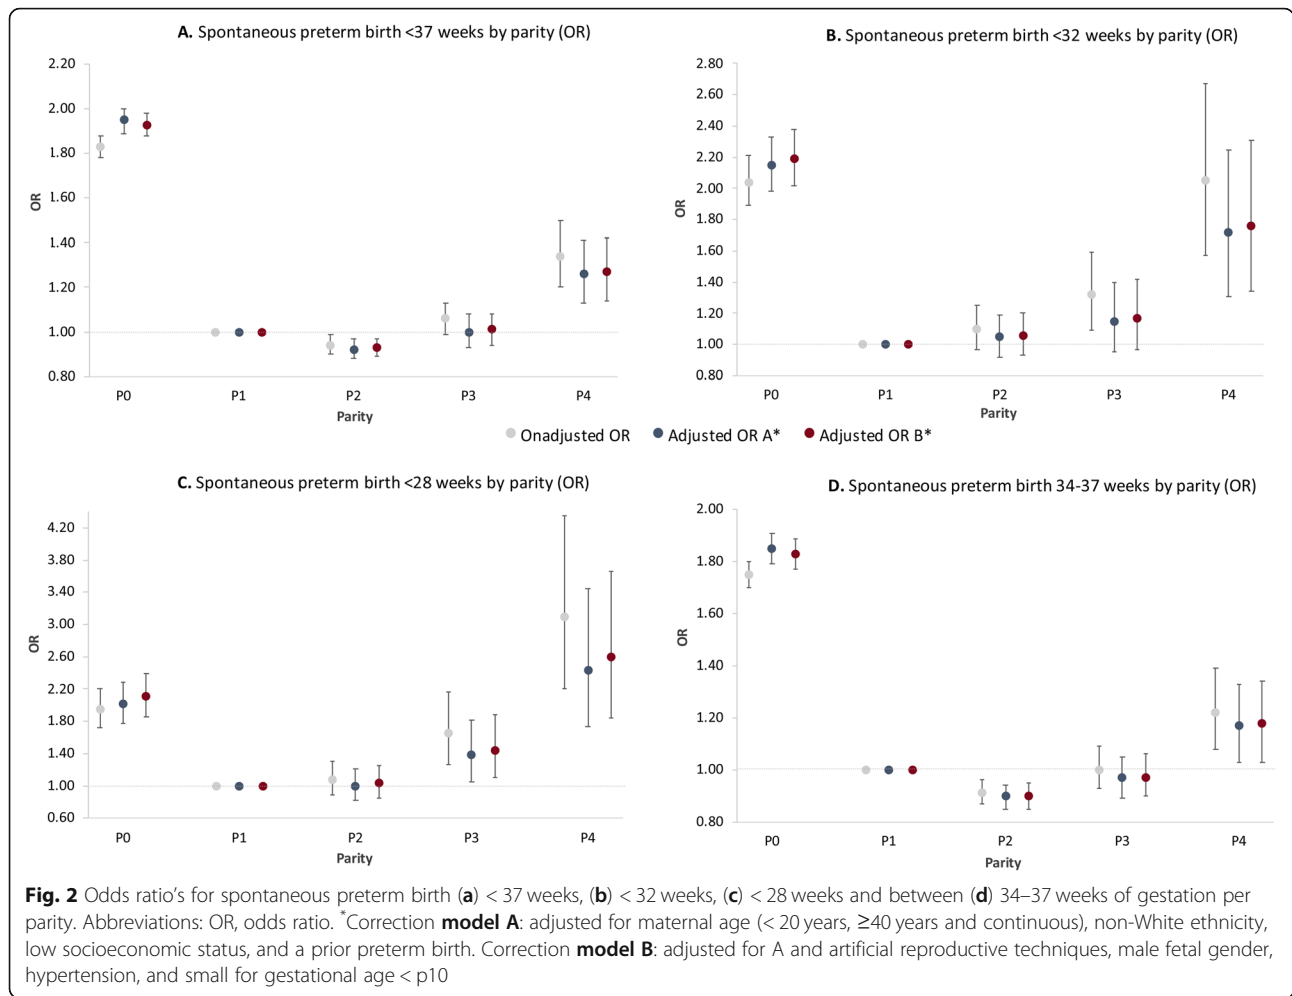 A. Spontaneous preterm birth <37 weeks by parity (OR)
2.20
2.00
1.80
1.60
1.40
1.20
1.00
0.80
OR
P0 P1 P2 P3 P4
Parity
B. Spontaneous preterm birth <32 weeks by parity (OR)
2.80
2.60
2.40
2.20
2.00
1.80
1.60
1.40
1.20
1.00
0.80
OR
P0 P1 P2 P3 P4
Parity
Onadjusted OR Adjusted OR A* Adjusted OR B*
C. Spontaneous preterm birth <28 weeks by parity (OR)
4.20
3.80
3.40
3.00
2.60
2.20
1.80
1.40
1.00
0.60
OR
P0 P1 P2 P3 P4
Parity
D. Spontaneous preterm birth 34-37 weeks by parity (OR)
2.00
1.80
1.60
1.40
1.20
1.00
0.80
OR
P0 P1 P2 P3 P4
Parity
Fig. 2 Odds ratio's for spontaneous preterm birth (a) < 37 weeks, (b) < 32 weeks, (c) < 28 weeks and between (d) 34–37 weeks of gestation per
parity. Abbreviations: OR, odds ratio. *Correction model A: adjusted for maternal age (< 20 years, ≥40 years and continuous), non-White ethnicity,
low socioeconomic status, and a prior preterm birth. Correction model B: adjusted for A and artificial reproductive techniques, male fetal gender,
hypertension, and small for gestational age < p10